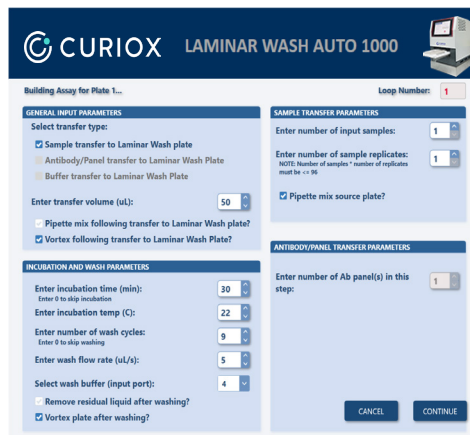 CURIOX LAMINAR WASH AUTO 1000
Building Assay for Plate 1...
Loop Number: 1
GENERAL INPUT PARAMETERS
Select transfer type:
Sample transfer to Laminar Wash plate
Antibody/Panel transfer to Laminar Wash Plate
Buffer transfer to Laminar Wash Plate
Enter transfer volume (uL): 50
Pipette mix following transfer to Laminar Wash plate?
Vortex following transfer to Laminar Wash Plate?
SAMPLE TRANSFER PARAMETERS
Enter number of input samples: 1
Enter number of sample replicates: 1
NOTE: Number of samples * number of replicates
must be <= 96
Pipette mix source plate?
INCUBATION AND WASH PARAMETERS
Enter incubation time (min): 30
Enter 0 to skip incubation
Enter incubation temp (C): 22
Enter number of wash cycles: 9
Enter 0 to skip washing
Enter wash flow rate (uL/s): 5
Select wash buffer (input port): 4
Remove residual liquid after washing?
Vortex plate after washing?
ANTIBODY/PANEL TRANSFER PARAMETERS
Enter number of Ab panel(s) in this 1
step:
CANCEL CONTINUE